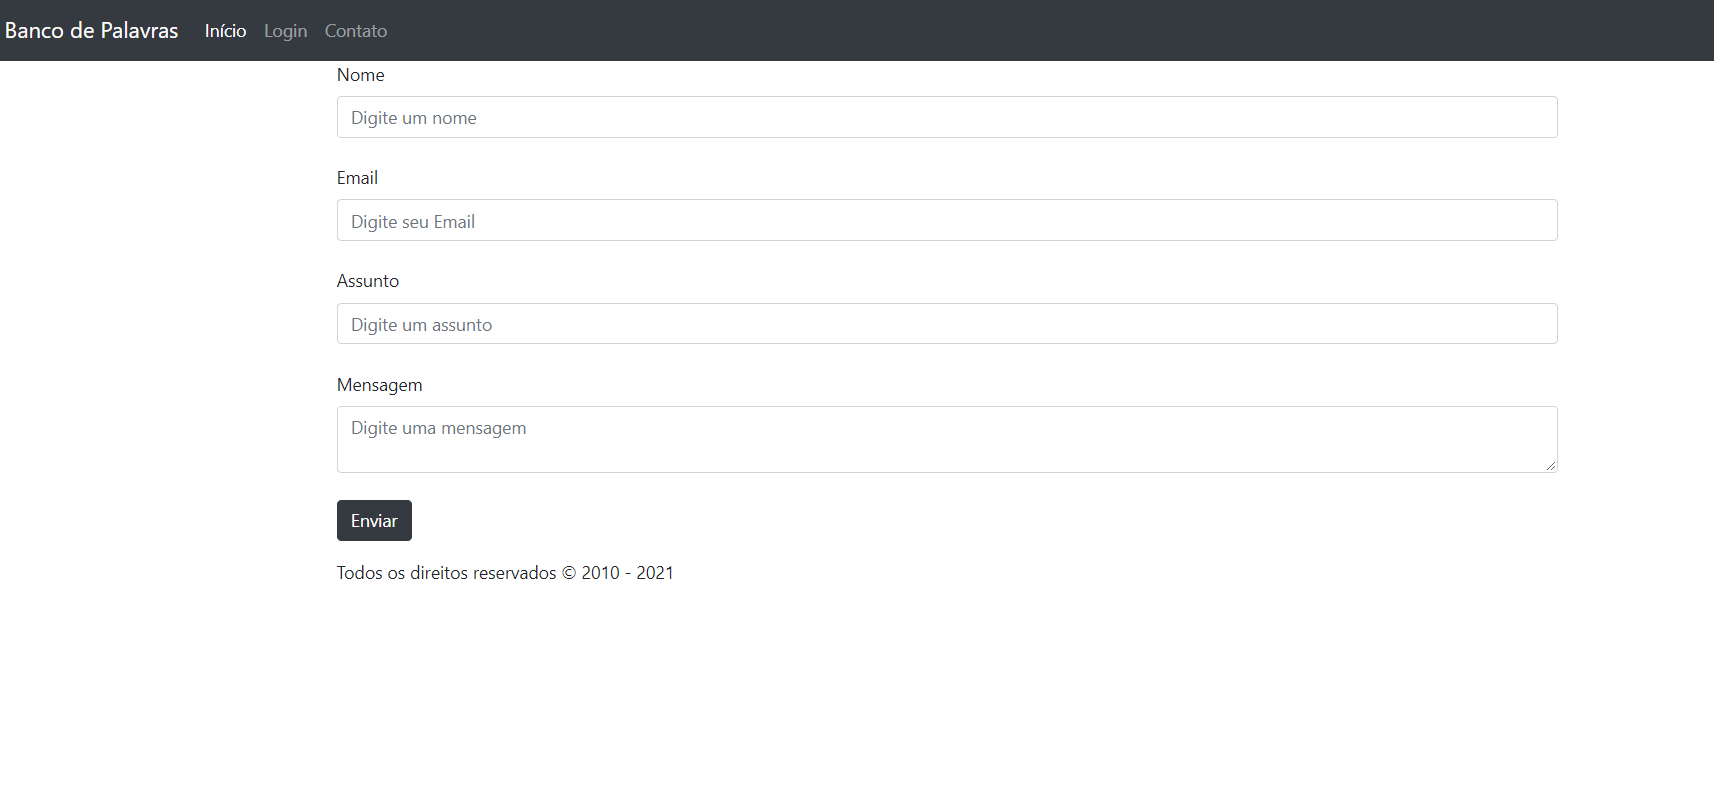 Banco de Palavras Início Login Contato
Nome
Digite um nome
Email
Digite seu Email
Assunto
Digite um assunto
Mensagem
Digite uma mensagem
Enviar
Todos os direitos reservados © 2010 - 2021